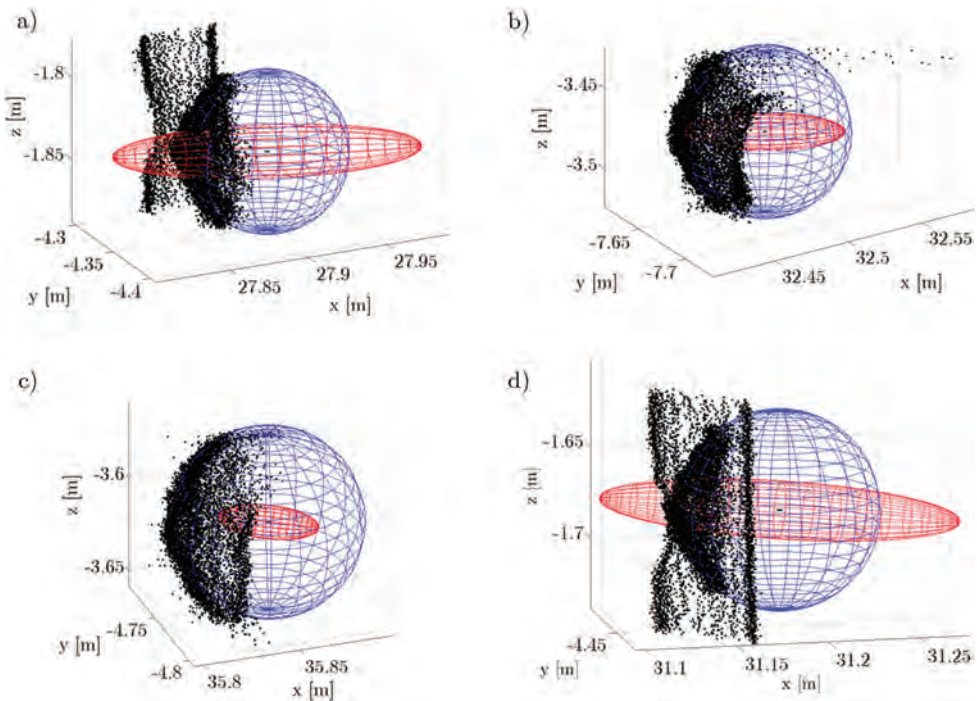 a)
-1.8
z [m]
-1.85
-4.3
-4.35
y [m]
-4.4
27.85
27.9
27.95
x [m]
b)
-3.45
z [m]
-3.5
-7.65
y [m]
-7.7
32.45
32.5
32.55
x [m]
c)
-3.6
z [m]
-3.65
-4.75
y [m]
-4.8
35.8
35.85
x [m]
d)
-1.65
z [m]
-1.7
-4.45
y [m]
31.1
31.15
31.2
31.25
x [m]